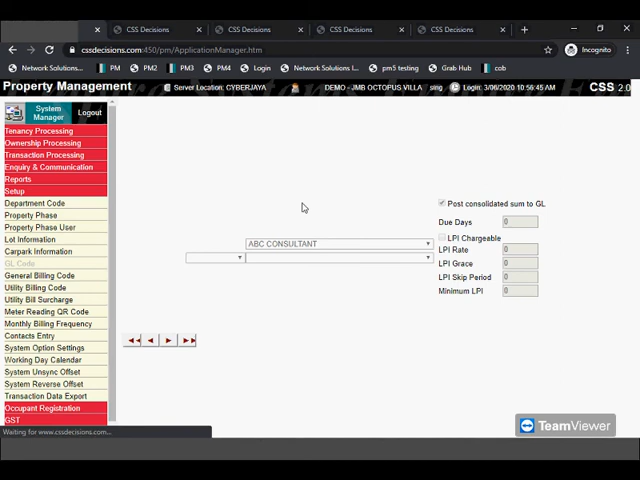 CSS Decisions
CSS Decisions
CSS Decisions
CSS Decisions
cssdecisions.com:450/pm/ApplicationManager.htm
Incognito
PM
PM2
PM3
PM4
Login
Network Solutions I...
pm5 testing
Grab Hub
Network Solutions I...
cob
Property Management
Server Location: CYBERJAYA
DEMO - JMB OCTOPUS VILLA
sing
Login: 3/06/2020 10:56:45 AM
CSS 2.0
System Manager
Logout
Tenancy Processing
Ownership Processing
Transaction Processing
Enquiry & Communication
Reports
Setup
Department Code
Property Phase
Property Phase User
Lot Information
Carpark Information
GL Code
General Billing Code
Utility Billing Code
Utility Bill Surcharge
Meter Reading QR Code
Monthly Billing Frequency
Contacts Entry
System Option Settings
Working Day Calendar
System Unsync Offset
System Reverse Offset
Transaction Data Export
Occupant Registration
GST
ABC CONSULTANT
Post consolidated sum to GL
Due Days 0
LPI Chargeable
LPI Rate 0
LPI Grace 0
LPI Skip Period 0
Minimum LPI 0
Waiting for www.cssdecisions.com...
TeamViewer